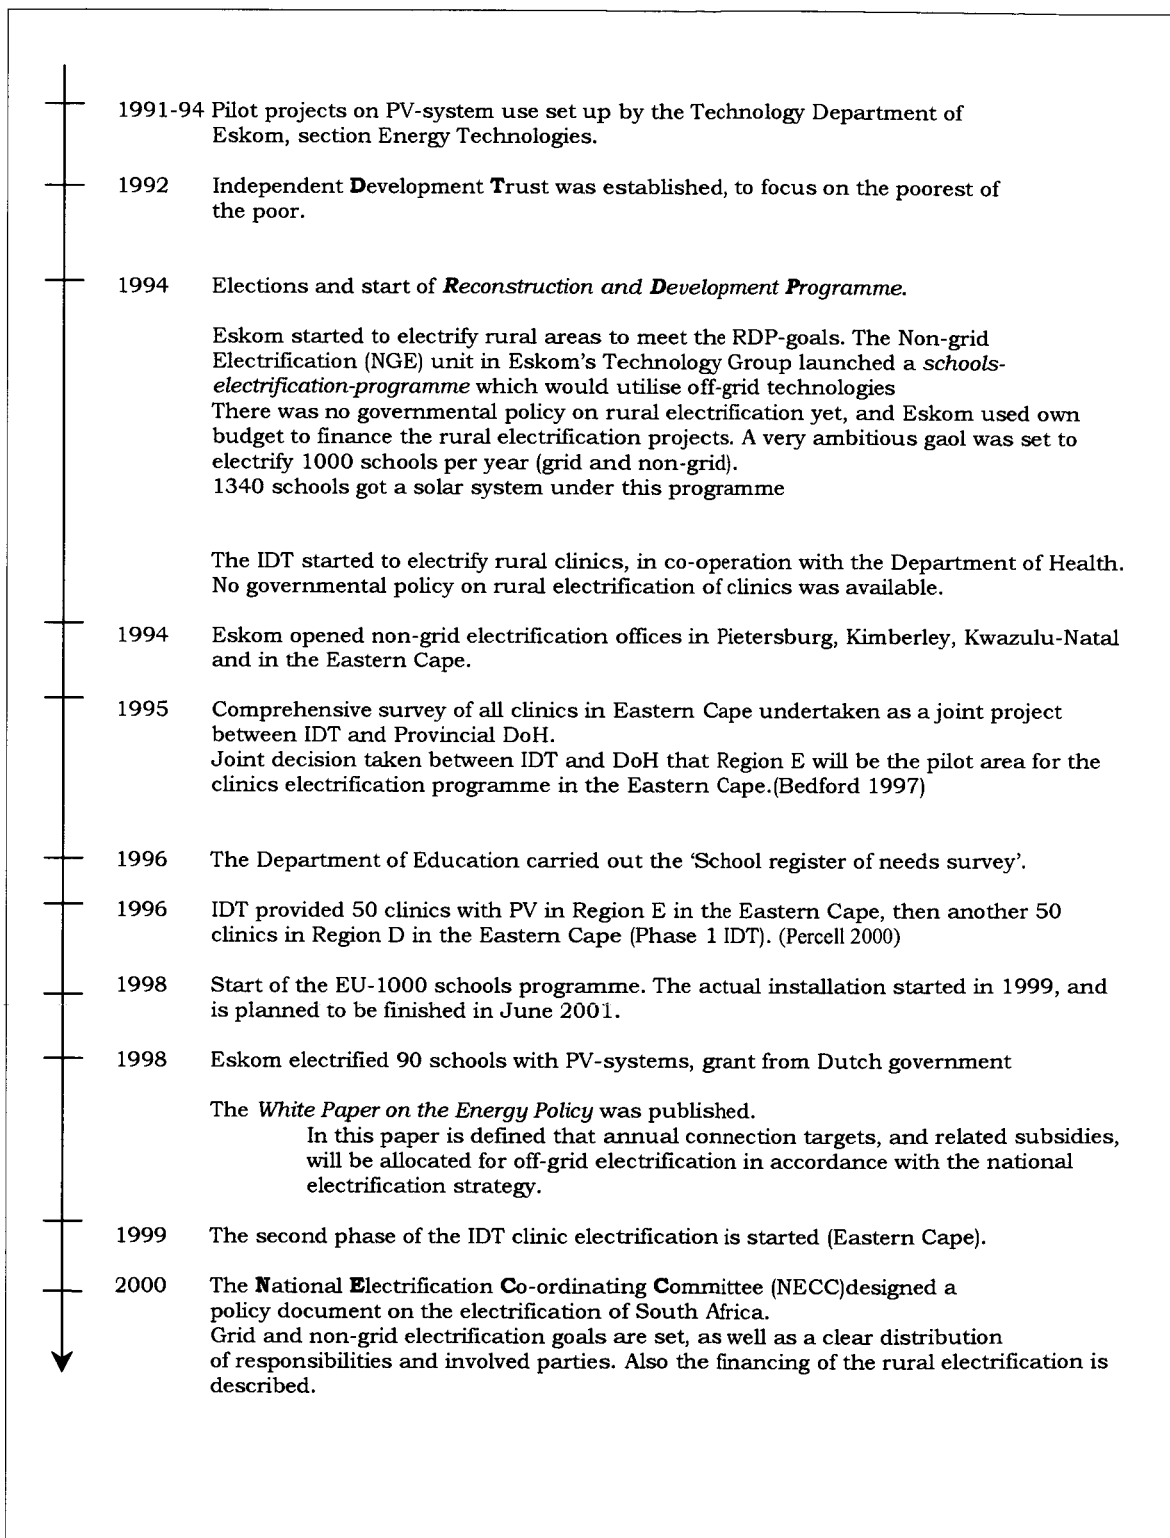 1991-94 Pilot projects on PV-system use set up by the Technology Department of
Eskom, section Energy Technologies.
1992 Independent Development Trust was established, to focus on the poorest of
the poor.
1994 Elections and start of Reconstruction and Development Programme.
Eskom started to electrify rural areas to meet the RDP-goals. The Non-grid
Electrification (NGE) unit in Eskom's Technology Group launched a schools-
electrification-programme which would utilise off-grid technologies
There was no governmental policy on rural electrification yet, and Eskom used own
budget to finance the rural electrification projects. A very ambitious gaol was set to
electrify 1000 schools per year (grid and non-grid).
1340 schools got a solar system under this programme
The IDT started to electrify rural clinics, in co-operation with the Department of Health.
No governmental policy on rural electrification of clinics was available.
1994 Eskom opened non-grid electrification offices in Pietersburg, Kimberley, Kwazulu-Natal
and in the Eastern Cape.
1995 Comprehensive survey of all clinics in Eastern Cape undertaken as a joint project
between IDT and Provincial DoH.
Joint decision taken between IDT and DoH that Region E will be the pilot area for the
clinics electrification programme in the Eastern Cape.(Bedford 1997)
1996 The Department of Education carried out the 'School register of needs survey'.
1996 IDT provided 50 clinics with PV in Region E in the Eastern Cape, then another 50
clinics in Region D in the Eastern Cape (Phase 1 IDT). (Percell 2000)
1998 Start of the EU-1000 schools programme. The actual installation started in 1999, and
is planned to be finished in June 2001.
1998 Eskom electrified 90 schools with PV-systems, grant from Dutch government
The White Paper on the Energy Policy was published.
In this paper is defined that annual connection targets, and related subsidies,
will be allocated for off-grid electrification in accordance with the national
electrification strategy.
1999 The second phase of the IDT clinic electrification is started (Eastern Cape).
2000 The National Electrification Co-ordinating Committee (NECC)designed a
policy document on the electrification of South Africa.
Grid and non-grid electrification goals are set, as well as a clear distribution
of responsibilities and involved parties. Also the financing of the rural electrification is
described.